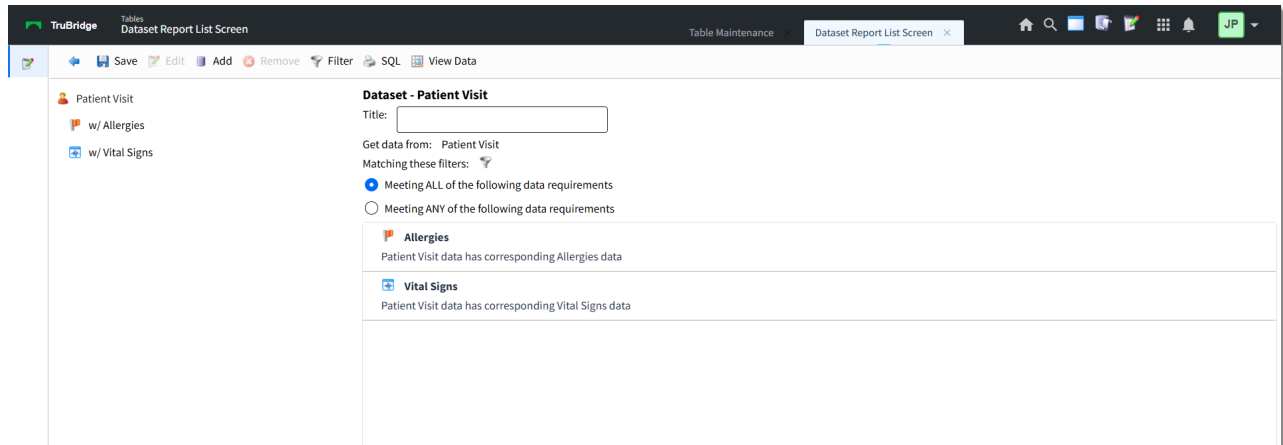 TruBridge
Tables
Dataset Report List Screen
Table Maintenance ×
Dataset Report List Screen ×
JP
Save Edit Add Remove Filter SQL View Data
Patient Visit
w/ Allergies
w/ Vital Signs
Dataset - Patient Visit
Title:
Get data from: Patient Visit
Matching these filters:
Meeting ALL of the following data requirements
Meeting ANY of the following data requirements
Allergies
Patient Visit data has corresponding Allergies data
Vital Signs
Patient Visit data has corresponding Vital Signs data